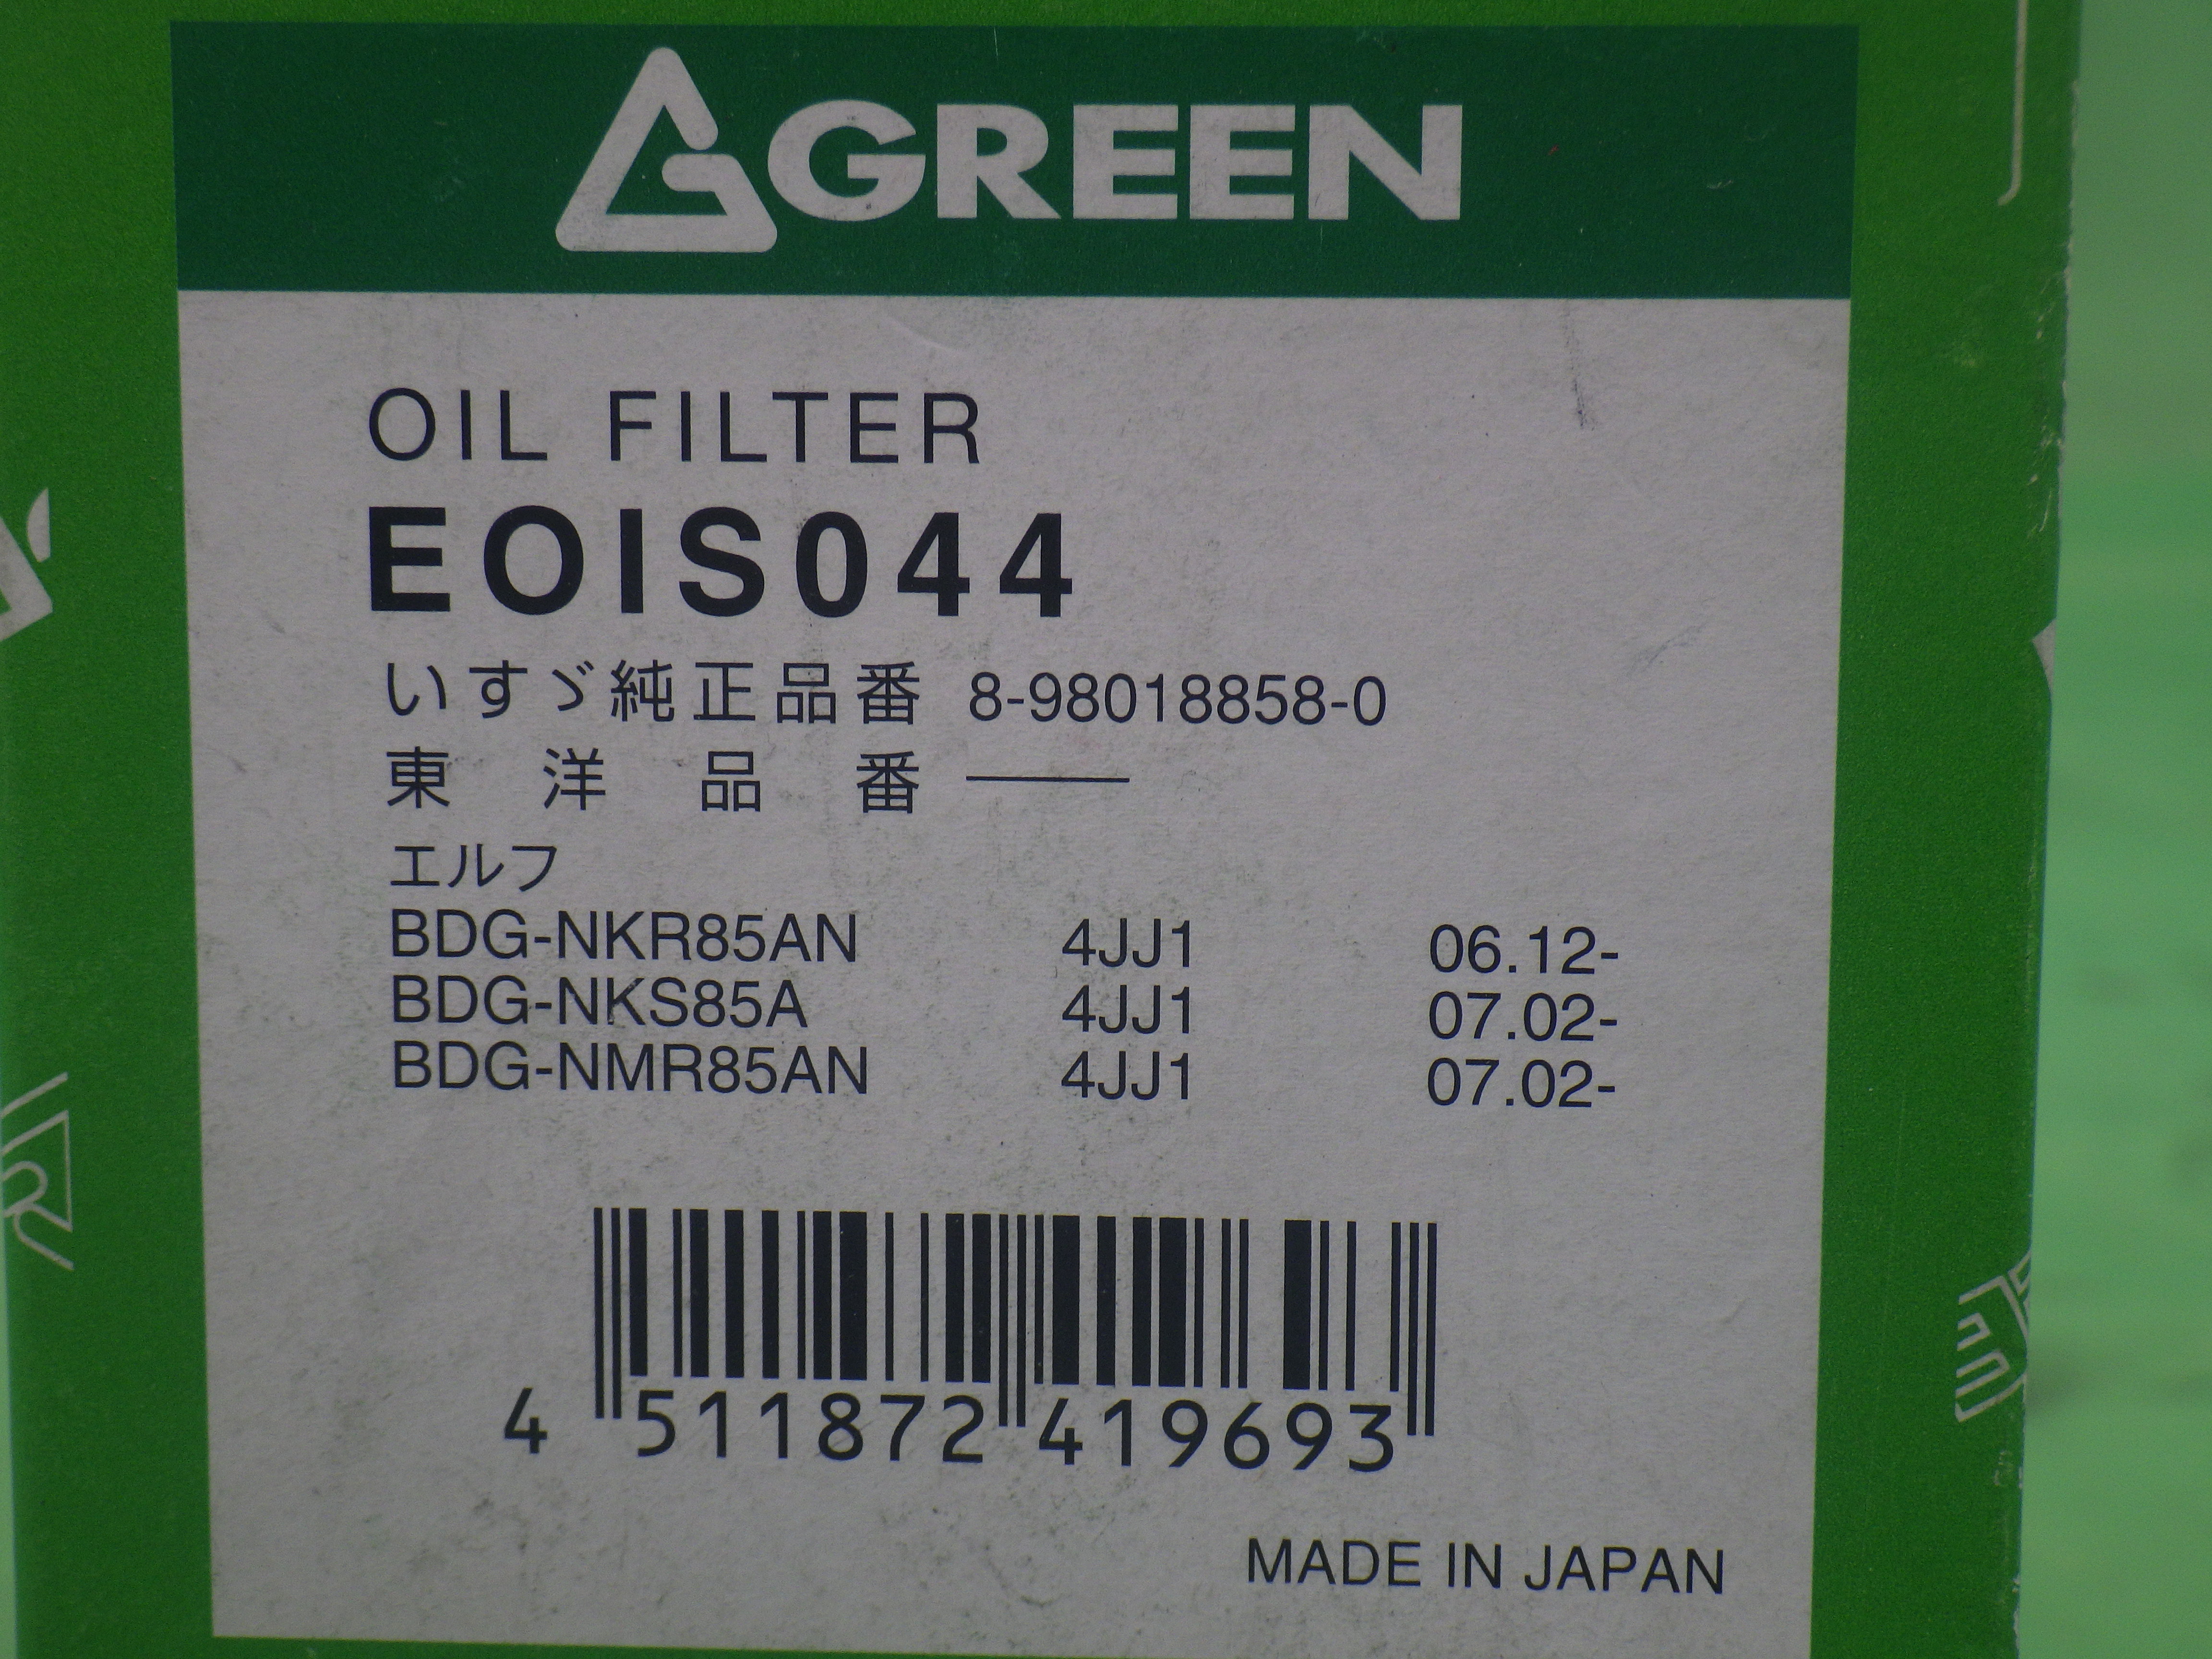 GREEN
OIL FILTER
EOIS044
いすゞ純正品番 8-98018858-0
東洋品番 ———
エルフ
BDG-NKR85AN 4JJ1 06.12-
BDG-NKS85A 4JJ1 07.02-
BDG-NMR85AN 4JJ1 07.02-
4 511872 419693
MADE IN JAPAN